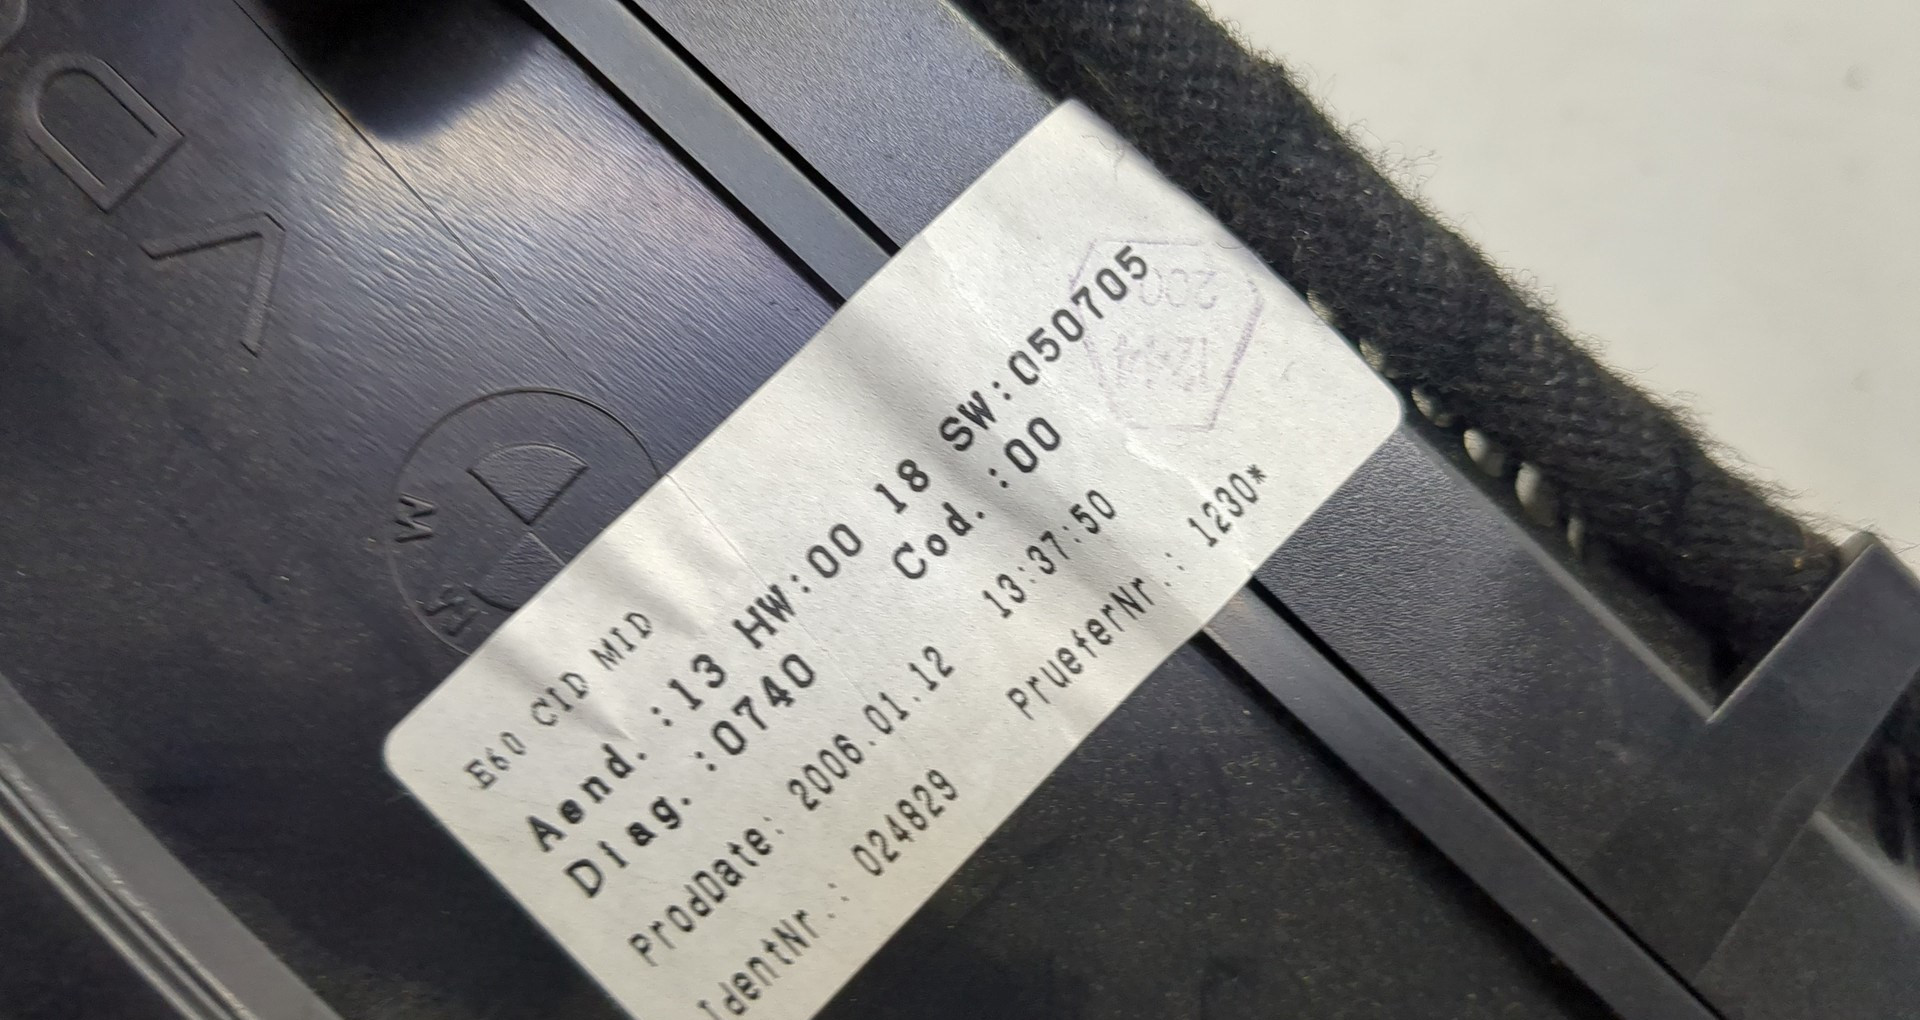 E60 CID MID
Aend. :13 HW:00 18 SW:050705
Diag. :0740 Cod. :00
ProdDate: 2006.01.12 13:37:50
IdentNr.: 024829 PrueferNr.: 1230*
VD